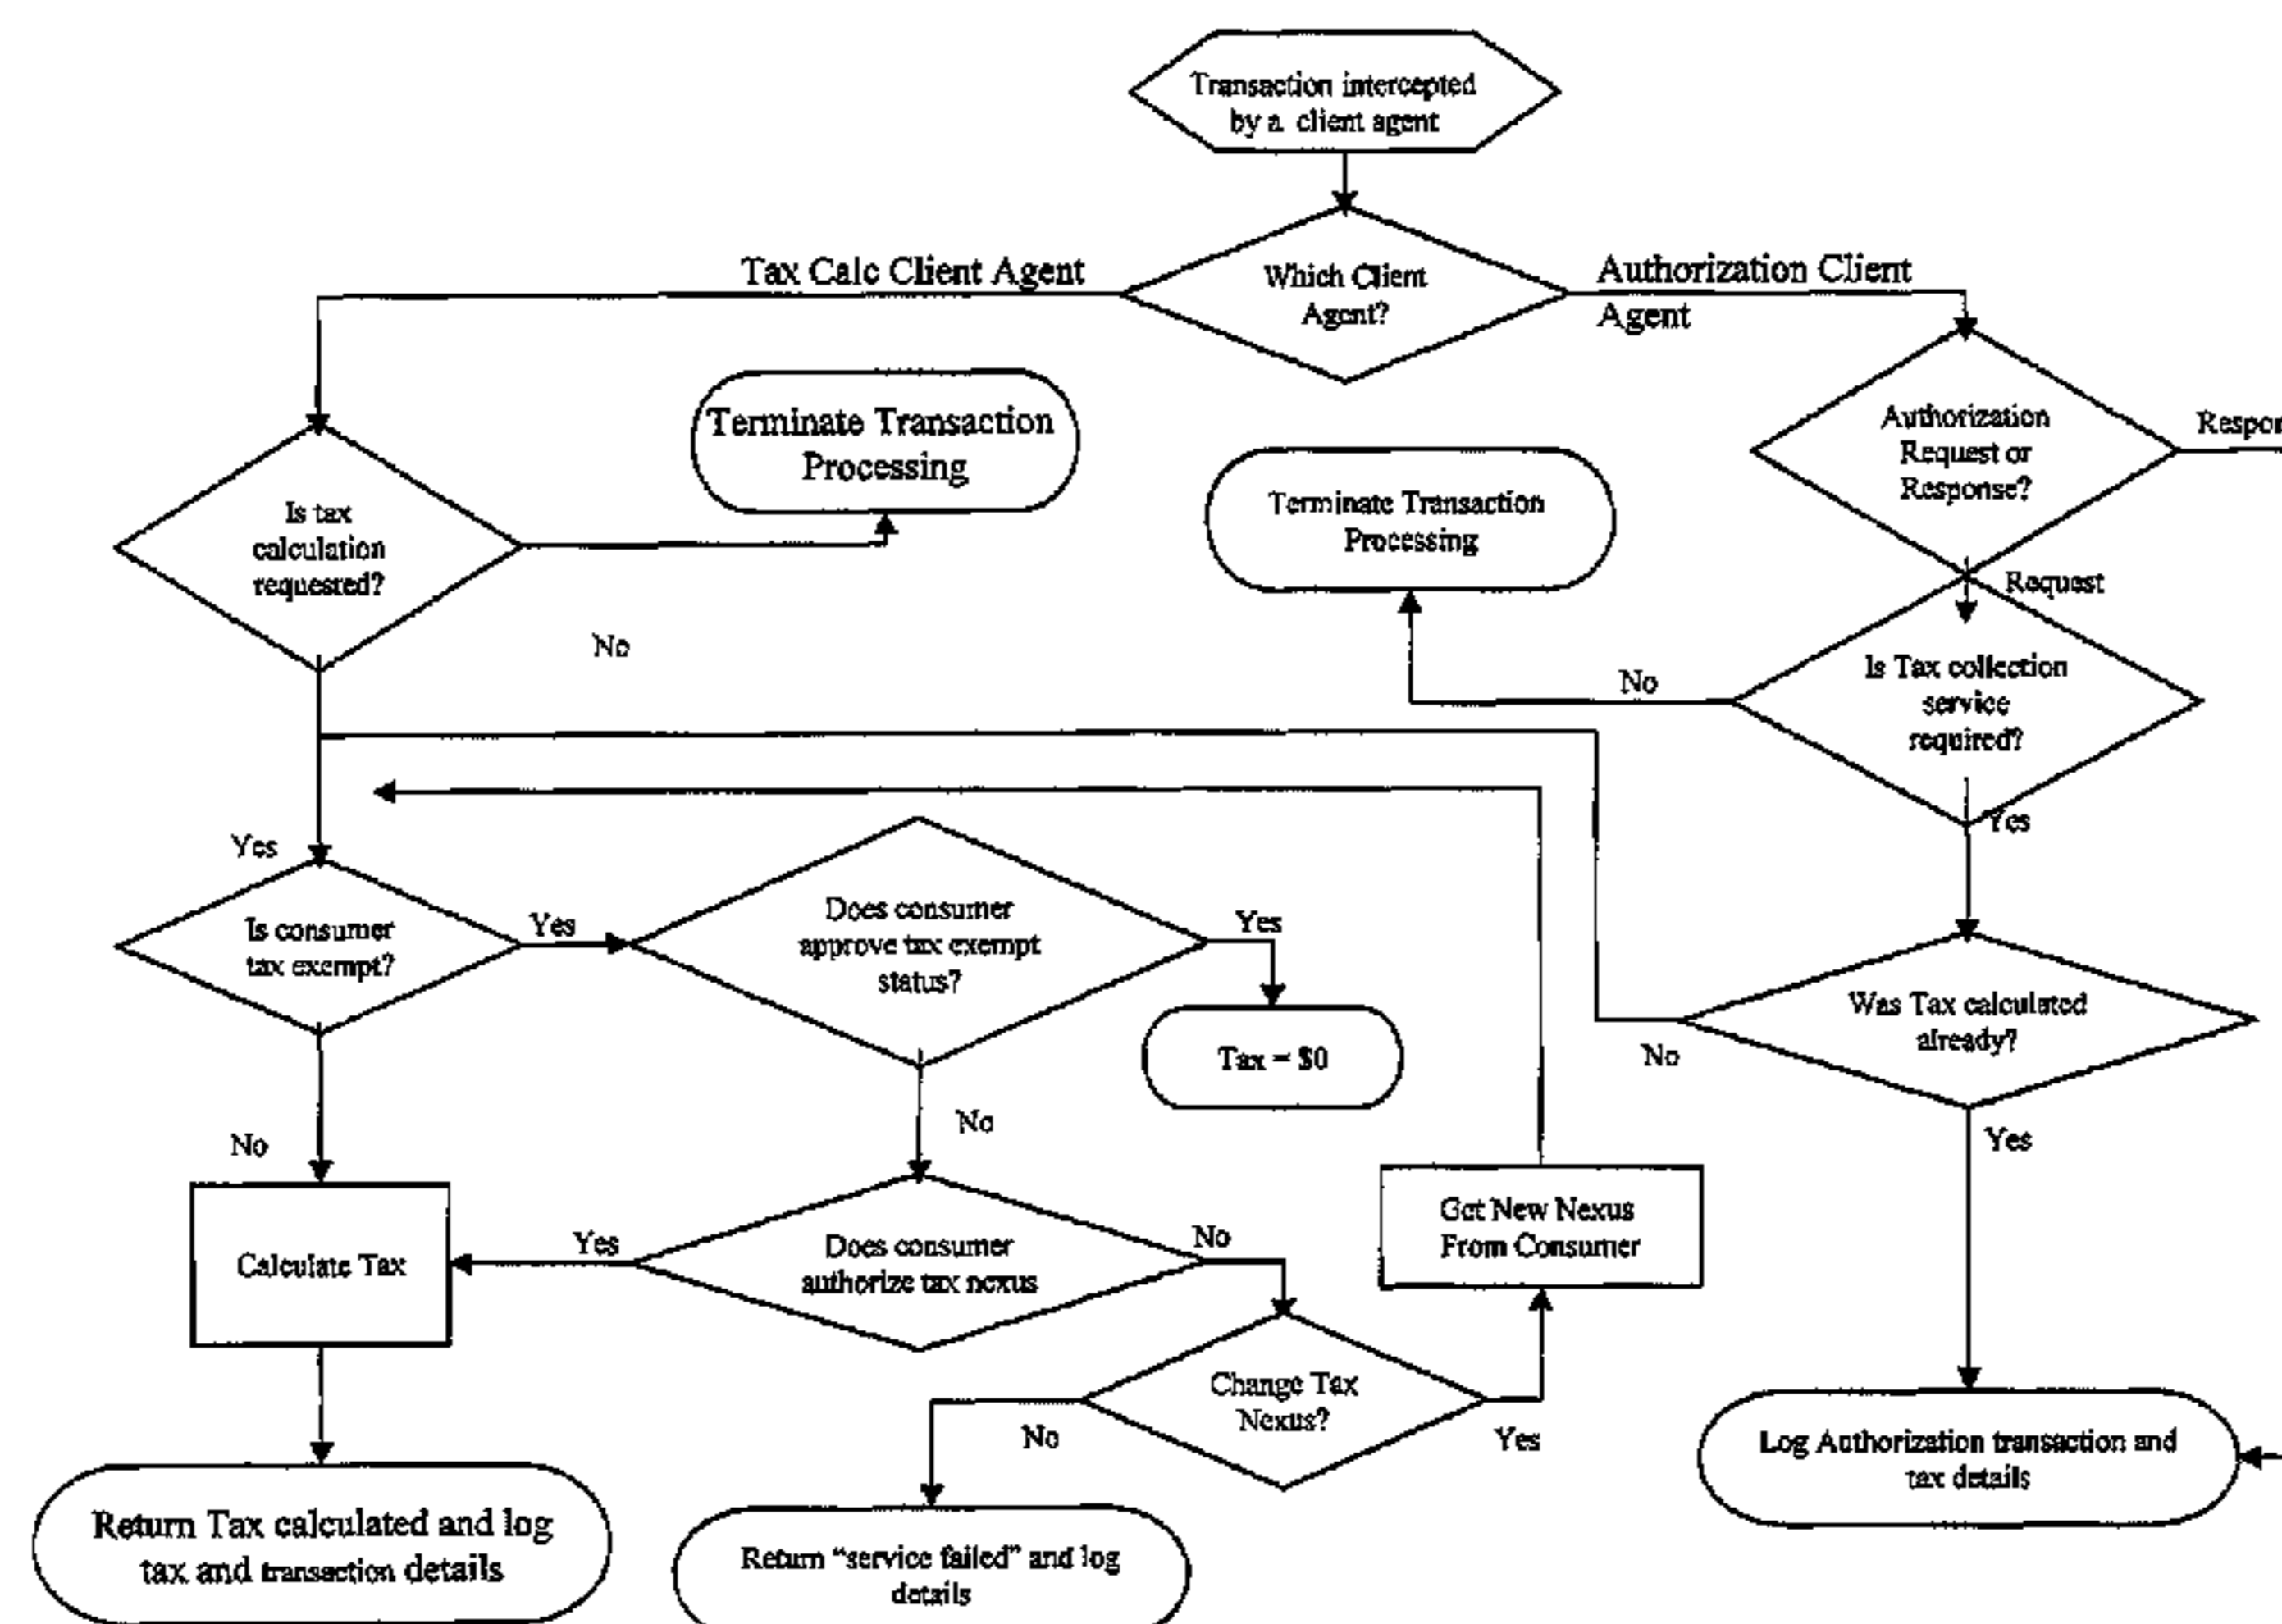 Transaction intercepted
by a client agent
Tax Calc Client Agent
Which Client
Agent?
Authorization Client
Agent
Terminate Transaction
Processing
Authorization
Request or
Response?
Respon
Is tax
calculation
requested?
Terminate Transaction
Processing
Request
No
Is Tax collection
service
required?
No
Yes
Yes
Is consumer
tax exempt?
Yes
Does consumer
approve tax exempt
status?
Yes
Tax = $0
Was Tax calculated
already?
No
No
No
Yes
Calculate Tax
Yes
Does consumer
authorize tax nexus
No
Get New Nexus
From Consumer
Change Tax
Nexus?
No
Yes
Log Authorization transaction and
tax details
Return Tax calculated and log
tax and transaction details
Return “service failed” and log
details